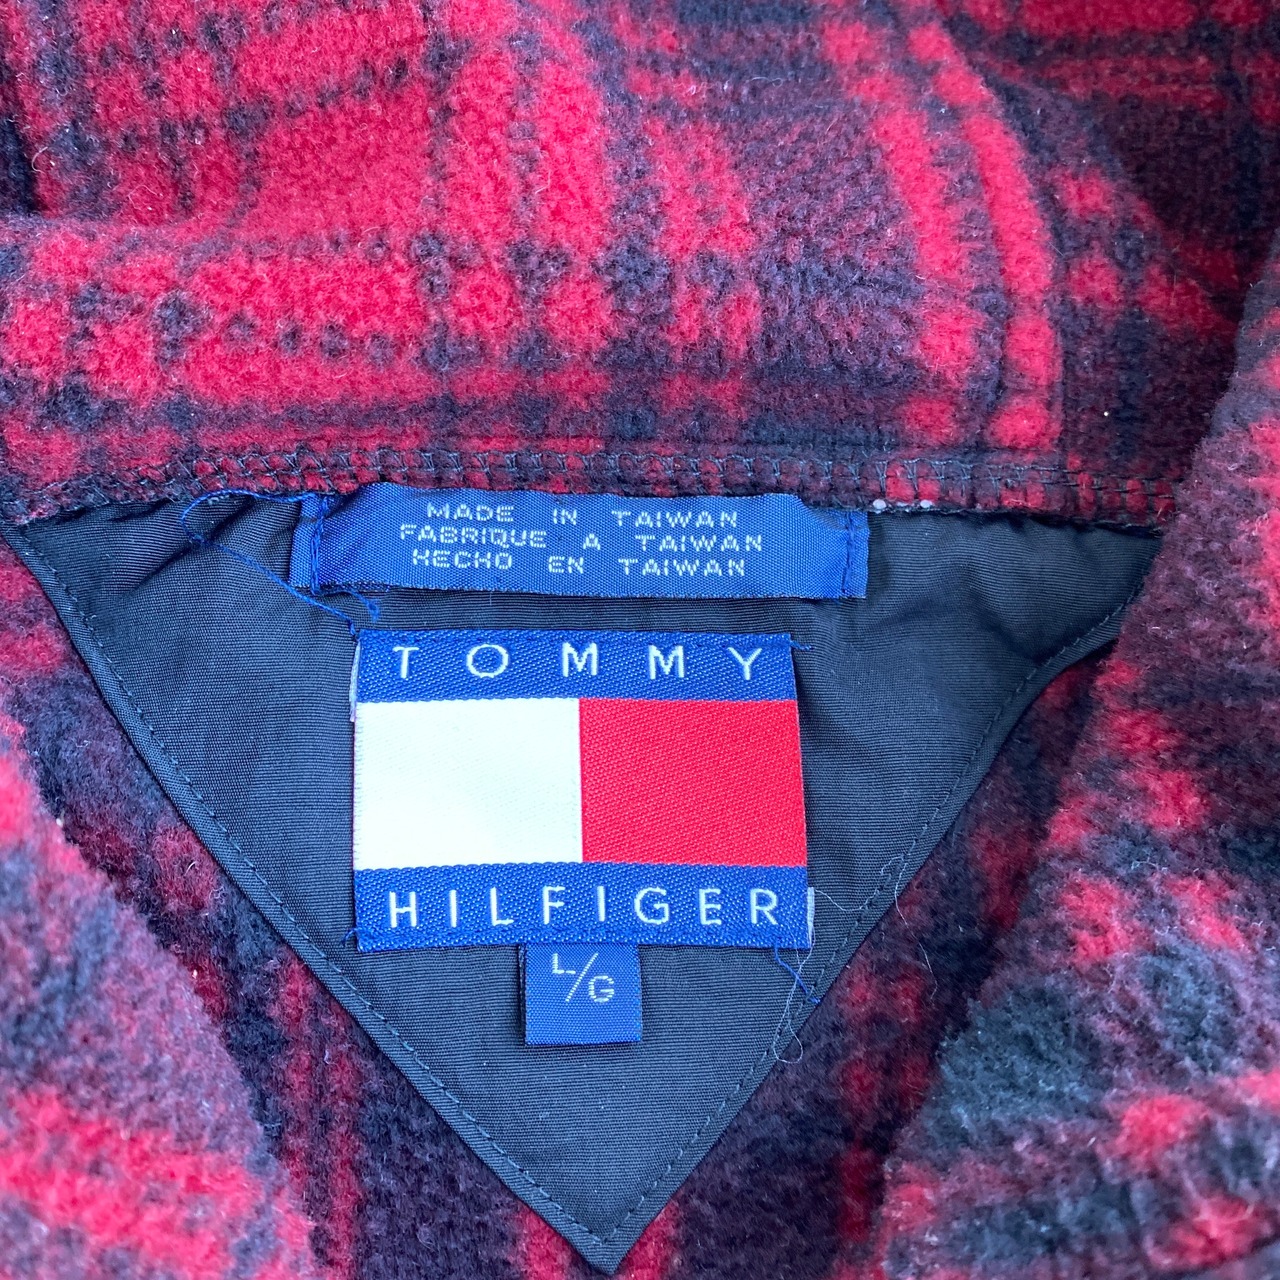 MADE IN TAIWAN
FABRIQUE A TAIWAN
HECHO EN TAIWAN
TOMMY
HILFIGER
L/G